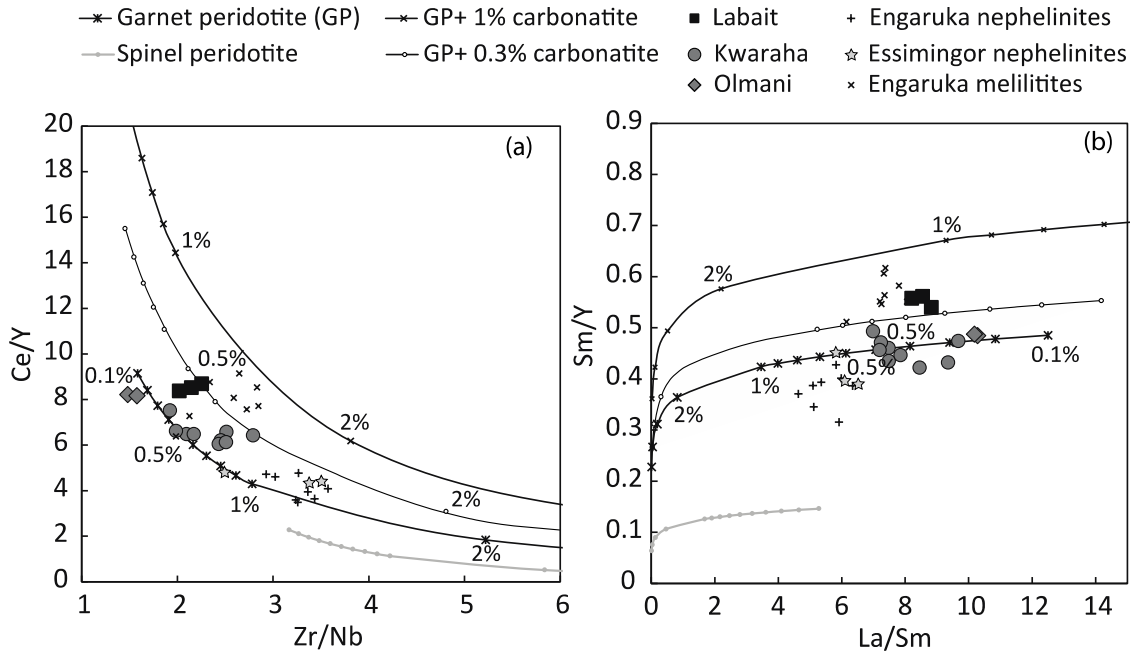 Garnet peridotite (GP)
GP+ 1% carbonatite
Labait
Engaruka nephelinites
Spinel peridotite
GP+ 0.3% carbonatite
Kwaraha
Essimingor nephelinites
Olmani
Engaruka melilitites
(a)
Ce/Y
20
18
16
14
12
10
8
6
4
2
0
1%
0.5%
0.1%
2%
0.5%
1%
2%
2%
1 2 3 4 5 6
Zr/Nb
(b)
Sm/Y
0.9
0.8
0.7
0.6
0.5
0.4
0.3
0.2
0.1
0
1%
2%
0.5%
0.5%
0.1%
1%
2%
0 2 4 6 8 10 12 14
La/Sm